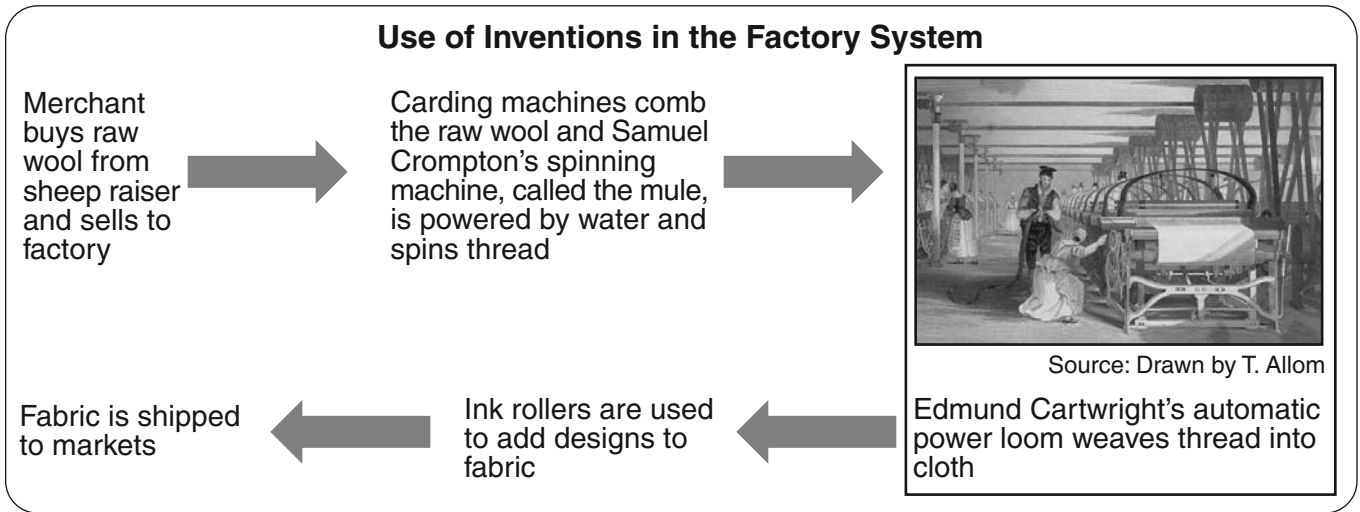 Use of Inventions in the Factory System
Merchant
buys raw
wool from
sheep raiser
and sells to
factory
Carding machines comb
the raw wool and Samuel
Crompton’s spinning
machine, called the mule,
is powered by water and
spins thread
Source: Drawn by T. Allom
Edmund Cartwright’s automatic
power loom weaves thread into
cloth
Ink rollers are used
to add designs to
fabric
Fabric is shipped
to markets